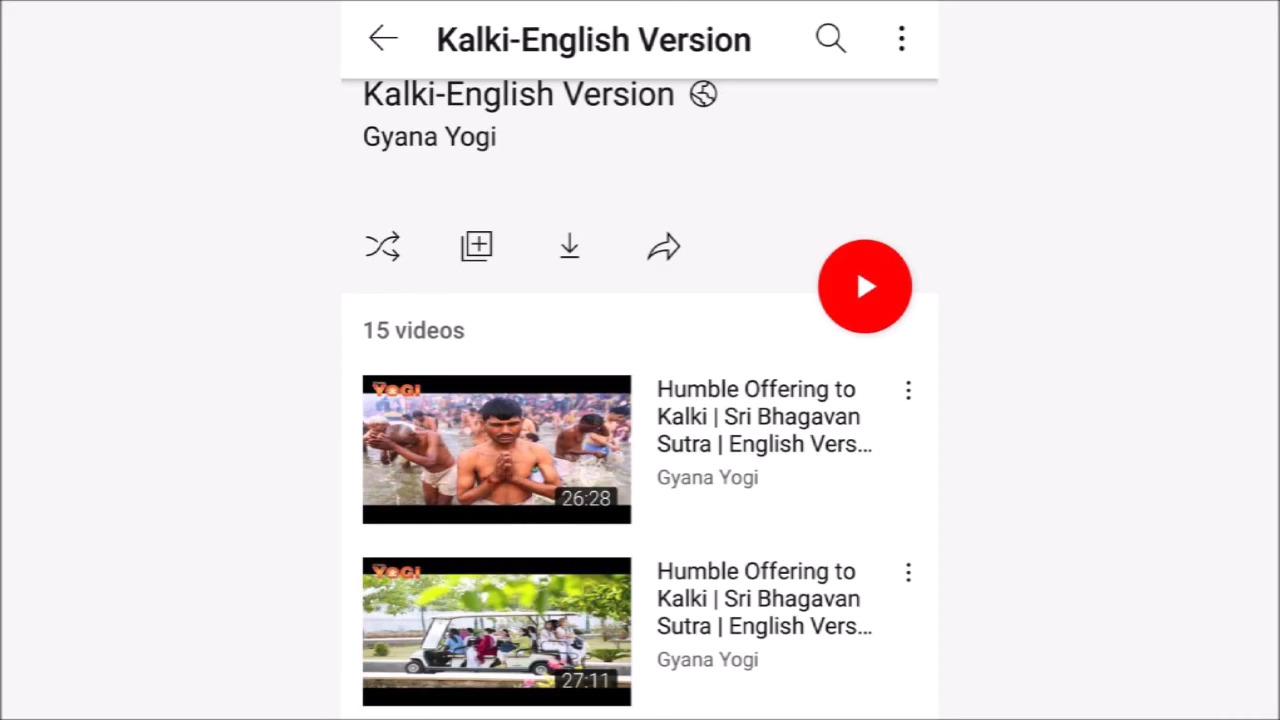 Kalki-English Version
Kalki-English Version
Gyana Yogi
15 videos
YOGI
26:28
Humble Offering to
Kalki | Sri Bhagavan
Sutra | English Vers...
Gyana Yogi
YOGI
27:11
Humble Offering to
Kalki | Sri Bhagavan
Sutra | English Vers...
Gyana Yogi